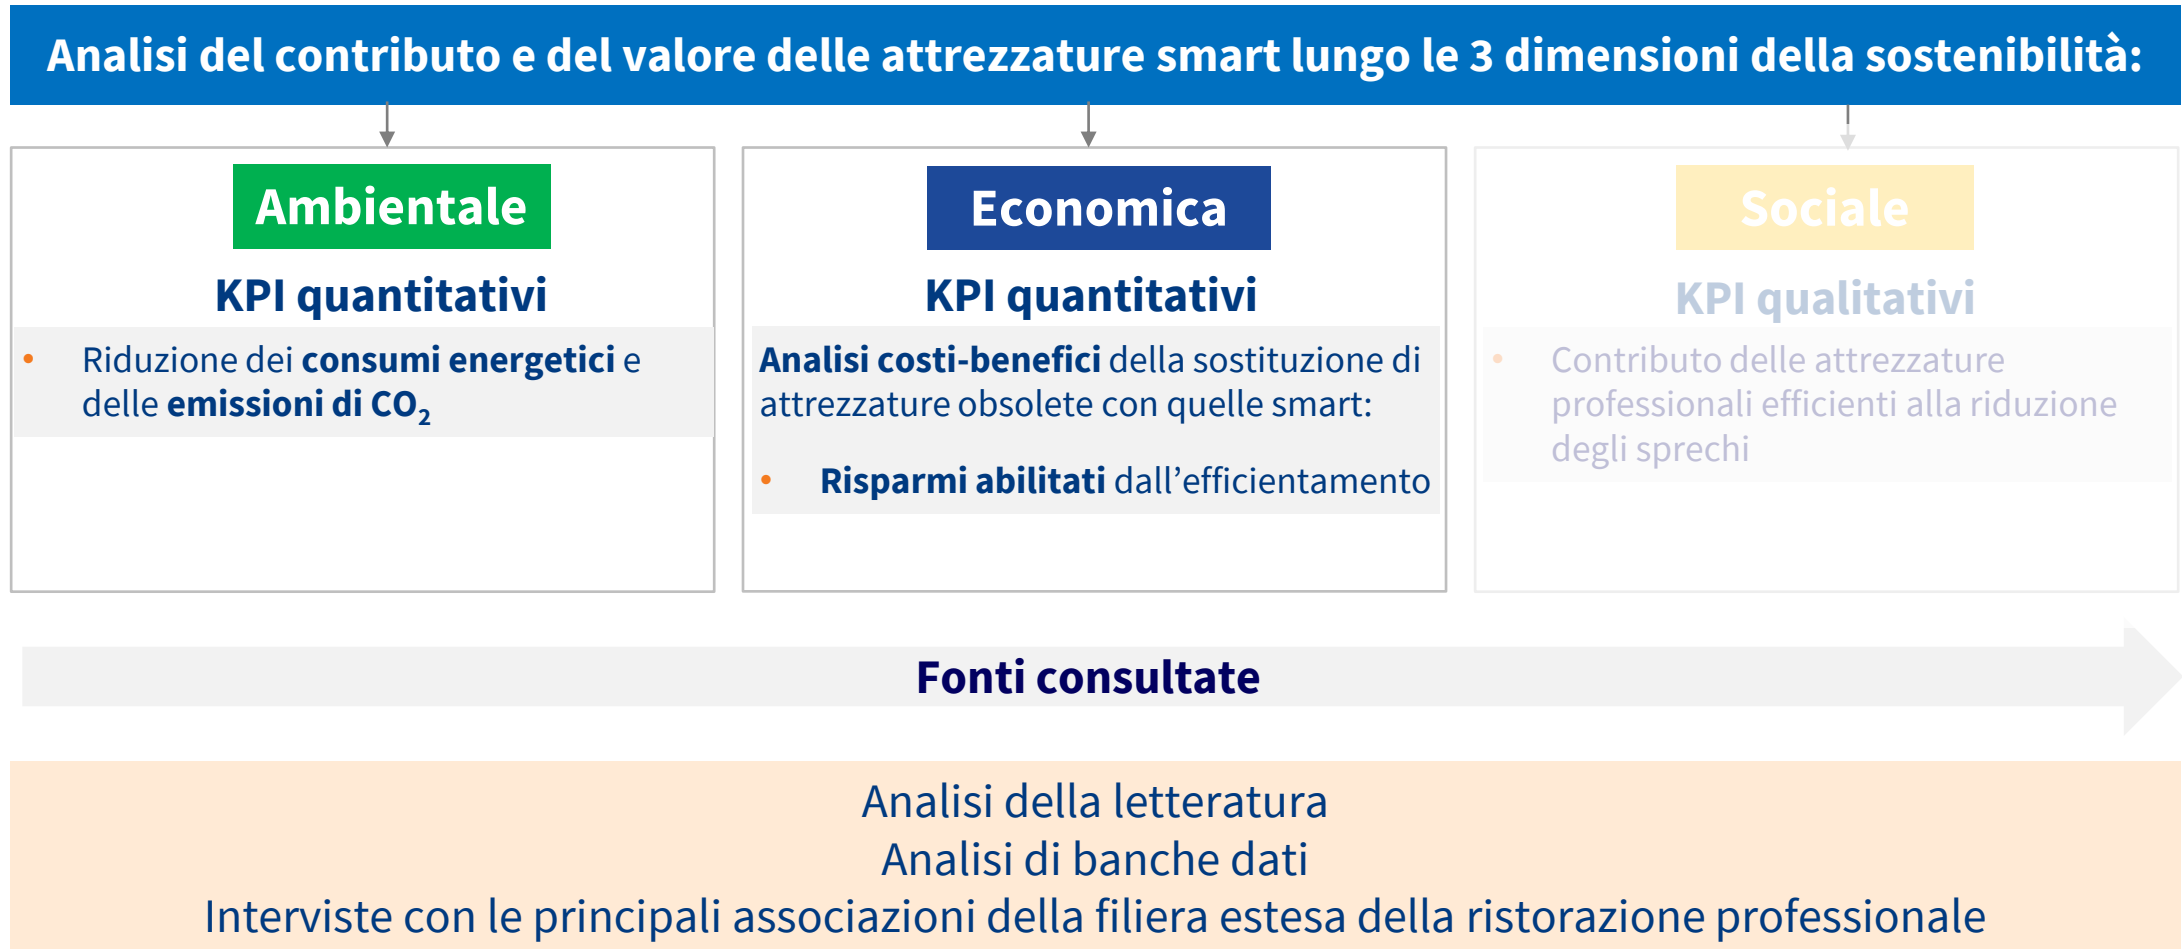 Analisi del contributo e del valore delle attrezzature smart lungo le 3 dimensioni della sostenibilità:
Ambientale
KPI quantitativi
• Riduzione dei consumi energetici e
delle emissioni di CO₂
Economica
KPI quantitativi
Analisi costi-benefici della sostituzione di
attrezzature obsolete con quelle smart:
• Risparmi abilitati dall’efficientamento
Sociale
KPI qualitativi
• Contributo delle attrezzature
professionali efficienti alla riduzione
degli sprechi
Fonti consultate
Analisi della letteratura
Analisi di banche dati
Interviste con le principali associazioni della filiera estesa della ristorazione professionale